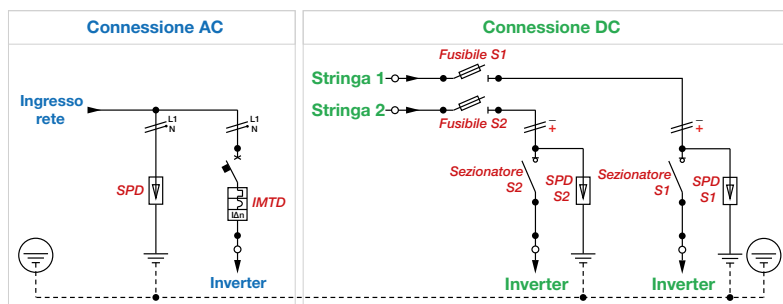 Connessione AC
Connessione DC
Fusibile S1
Stringa 1
Ingresso
rete
Stringa 2
Fusibile S2
L1
N
L1
N
–
+
–
+
SPD
IMTD
IΔn
Sezionatore
S2
SPD
S2
Sezionatore
S1
SPD
S1
Inverter
Inverter
Inverter